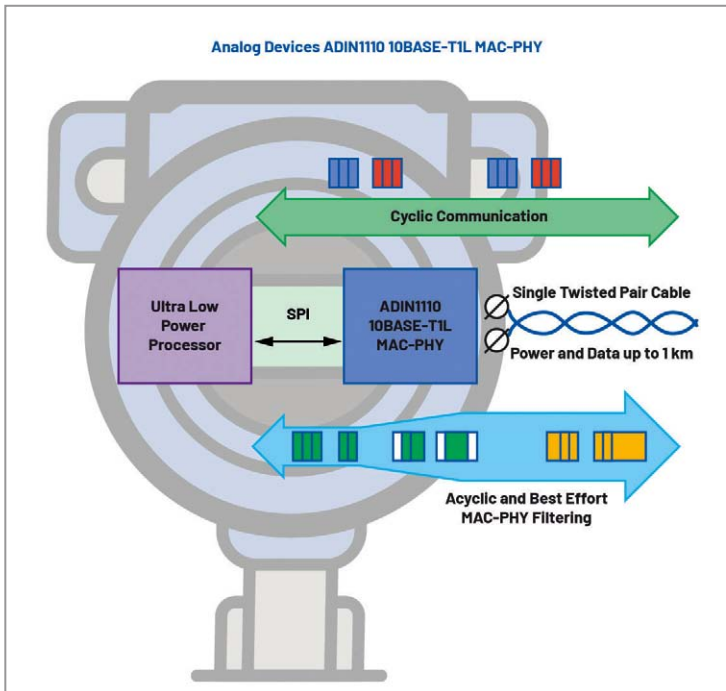 Analog Devices ADIN1110 10BASE-T1L MAC-PHY
Cyclic Communication
Ultra Low
Power
Processor
SPI
ADIN1110
10BASE-T1L
MAC-PHY
Single Twisted Pair Cable
Power and Data up to 1 km
Acyclic and Best Effort
MAC-PHY Filtering